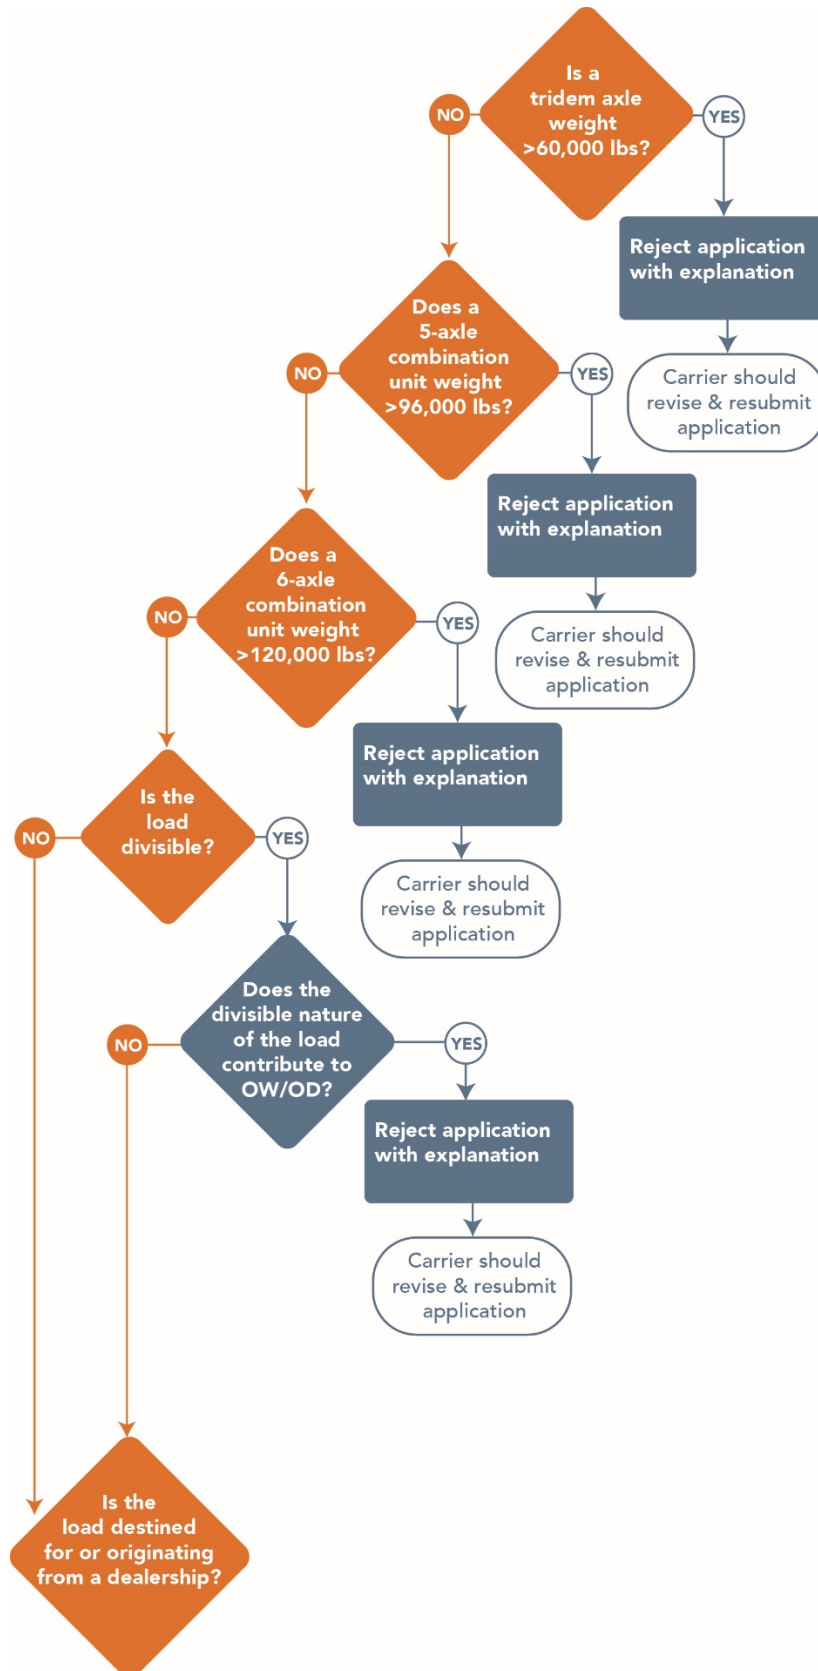 Is a
tridem axle
weight
>60,000 lbs?
NO
YES
Reject application
with explanation
Carrier should
revise & resubmit
application
Does a
5-axle
combination
unit weight
>96,000 lbs?
NO
YES
Reject application
with explanation
Carrier should
revise & resubmit
application
Does a
6-axle
combination
unit weight
>120,000 lbs?
NO
YES
Reject application
with explanation
Carrier should
revise & resubmit
application
Is the
load
divisible?
NO
YES
Does the
divisible nature
of the load
contribute to
OW/OD?
NO
YES
Reject application
with explanation
Carrier should
revise & resubmit
application
Is the
load destined
for or originating
from a dealership?